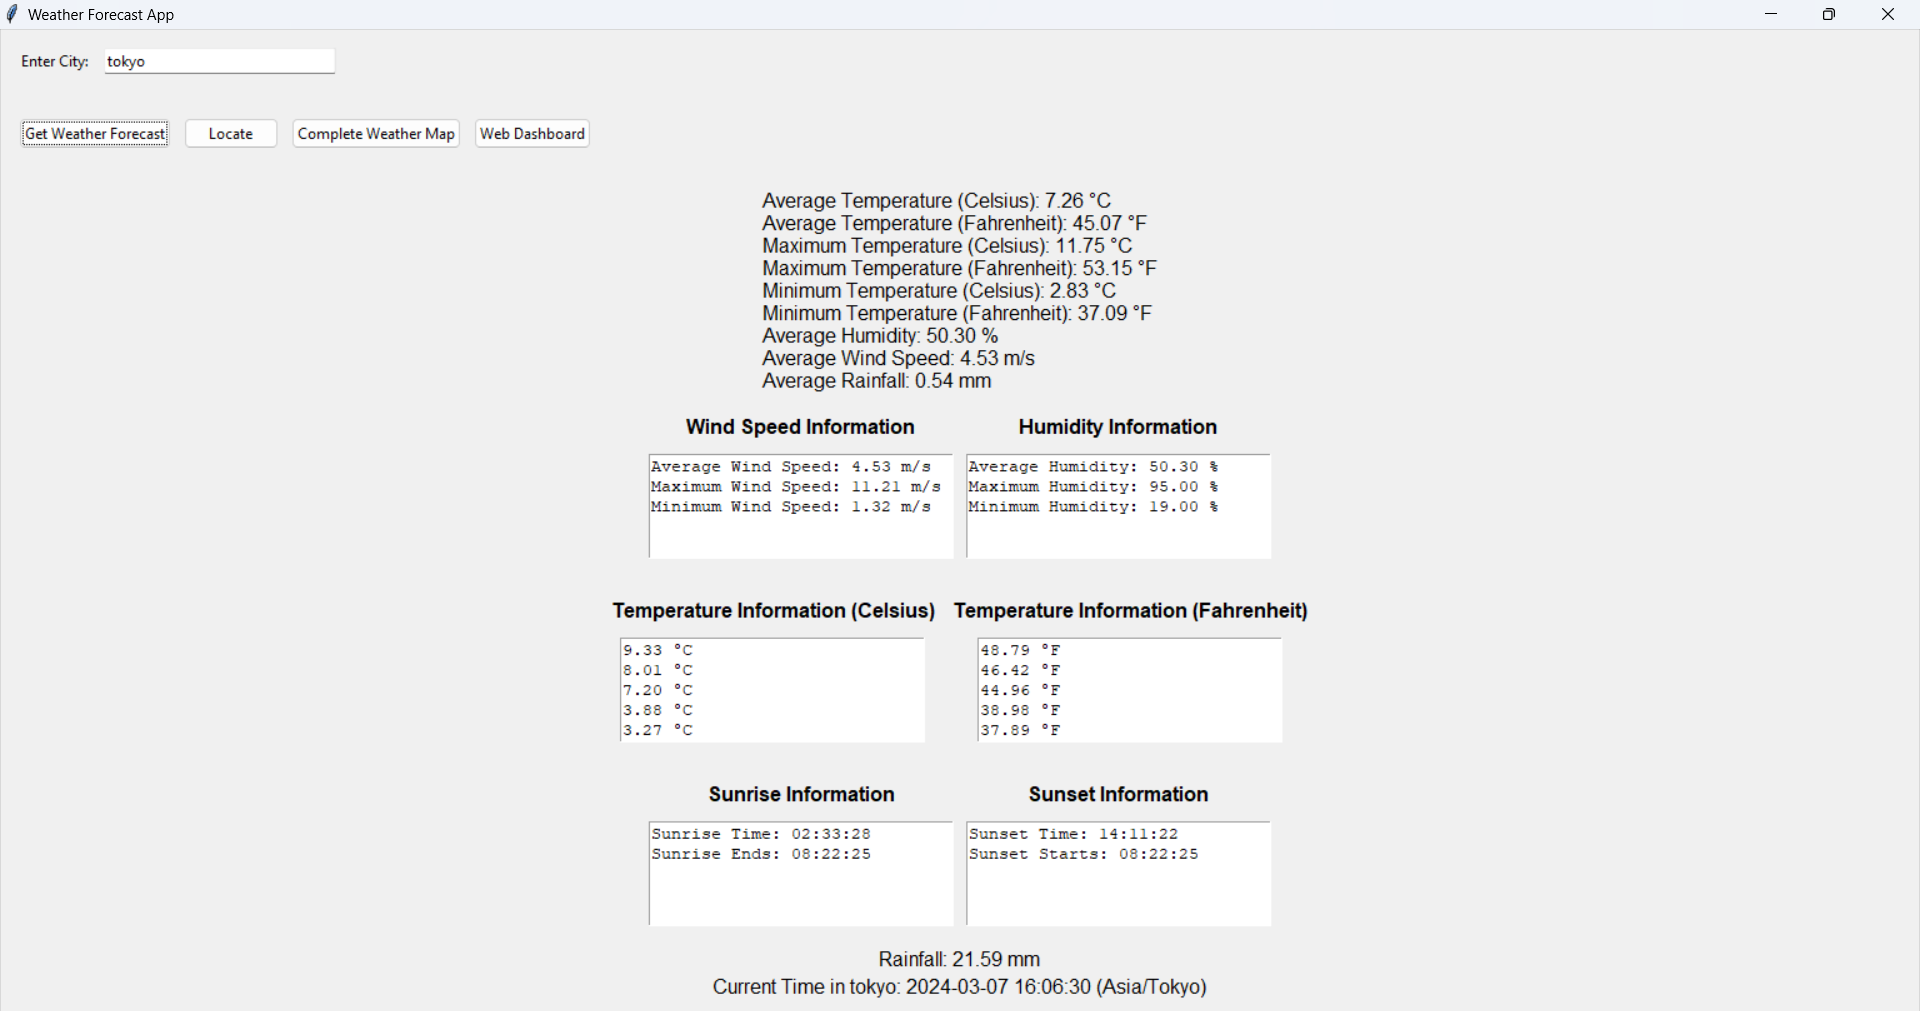 Weather Forecast App
Enter City: tokyo
Get Weather Forecast Locate Complete Weather Map Web Dashboard
Average Temperature (Celsius): 7.26 °C
Average Temperature (Fahrenheit): 45.07 °F
Maximum Temperature (Celsius): 11.75 °C
Maximum Temperature (Fahrenheit): 53.15 °F
Minimum Temperature (Celsius): 2.83 °C
Minimum Temperature (Fahrenheit): 37.09 °F
Average Humidity: 50.30 %
Average Wind Speed: 4.53 m/s
Average Rainfall: 0.54 mm
Wind Speed Information
Average Wind Speed: 4.53 m/s
Maximum Wind Speed: 11.21 m/s
Minimum Wind Speed: 1.32 m/s
Humidity Information
Average Humidity: 50.30 %
Maximum Humidity: 95.00 %
Minimum Humidity: 19.00 %
Temperature Information (Celsius)
9.33 °C
8.01 °C
7.20 °C
3.88 °C
3.27 °C
Temperature Information (Fahrenheit)
48.79 °F
46.42 °F
44.96 °F
38.98 °F
37.89 °F
Sunrise Information
Sunrise Time: 02:33:28
Sunrise Ends: 08:22:25
Sunset Information
Sunset Time: 14:11:22
Sunset Starts: 08:22:25
Rainfall: 21.59 mm
Current Time in tokyo: 2024-03-07 16:06:30 (Asia/Tokyo)